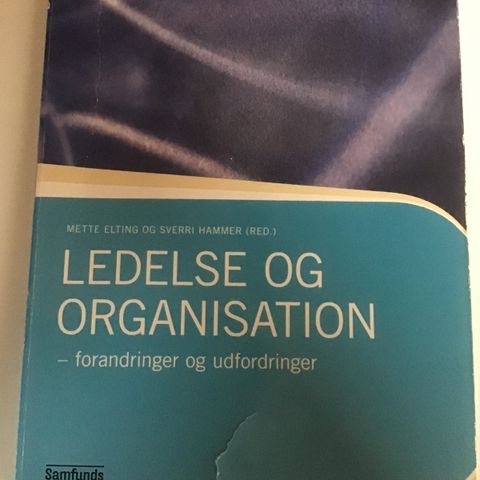 METTE ELTING OG SVERRI HAMMER (RED.)
LEDELSE OG
ORGANISATION
– forandringer og udfordringer
Samfunds